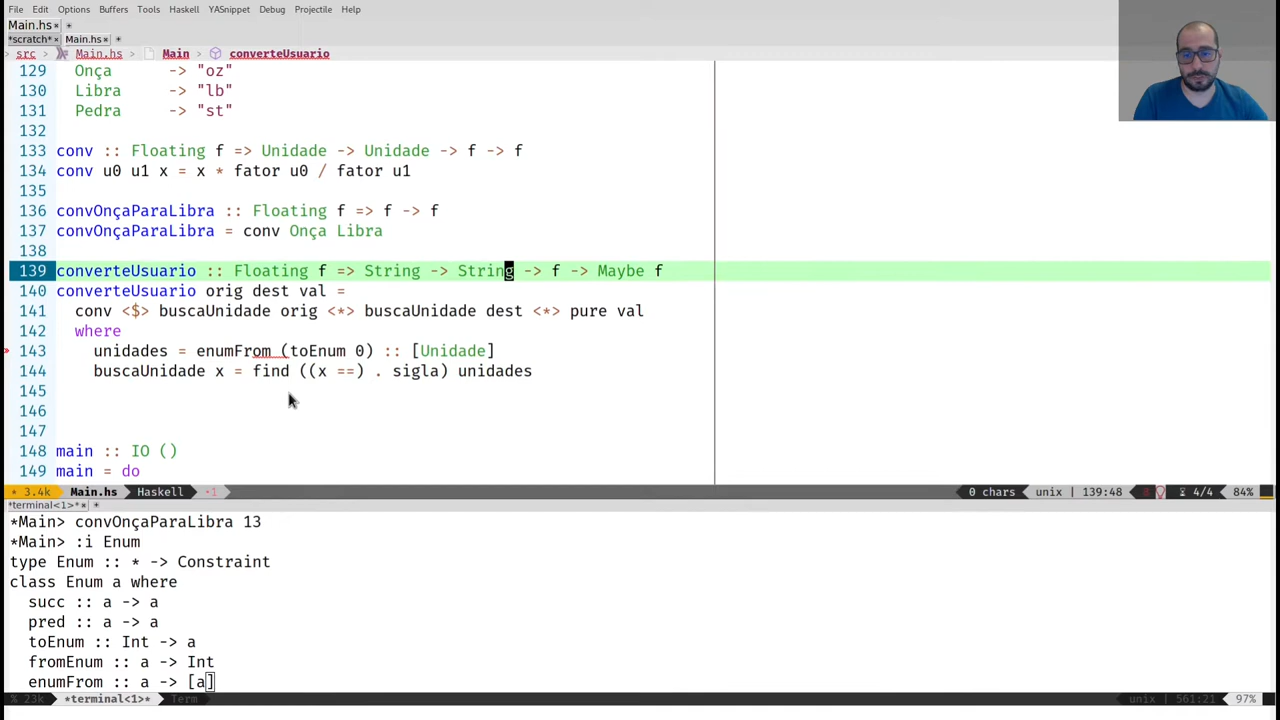 File Edit Options Buffers Tools Haskell YASnippet Debug Projectile Help
Main.hs × +
*scratch* × Main.hs × +
src > Main.hs > Main > converteUsuario
129 Onça -> "oz"
130 Libra -> "lb"
131 Pedra -> "st"
132
133 conv :: Floating f => Unidade -> Unidade -> f -> f
134 conv u0 u1 x = x * fator u0 / fator u1
135
136 convOnçaParaLibra :: Floating f => f -> f
137 convOnçaParaLibra = conv Onça Libra
138
139 converteUsuario :: Floating f => String -> String -> f -> Maybe f
140 converteUsuario orig dest val =
141 conv <$> buscaUnidade orig <*> buscaUnidade dest <*> pure val
142 where
143 unidades = enumFrom (toEnum 0) :: [Unidade]
144 buscaUnidade x = find ((x ==) . sigla) unidades
145
146
147
148 main :: IO ()
149 main = do
* 3.4k Main.hs Haskell •1 0 chars unix | 139:48 4/4 84%
*terminal<1>* × +
*Main> convOnçaParaLibra 13
*Main> :i Enum
type Enum :: * -> Constraint
class Enum a where
succ :: a -> a
pred :: a -> a
toEnum :: Int -> a
fromEnum :: a -> Int
enumFrom :: a -> [a]
% 23k *terminal<1>* Term unix | 561:21 97%